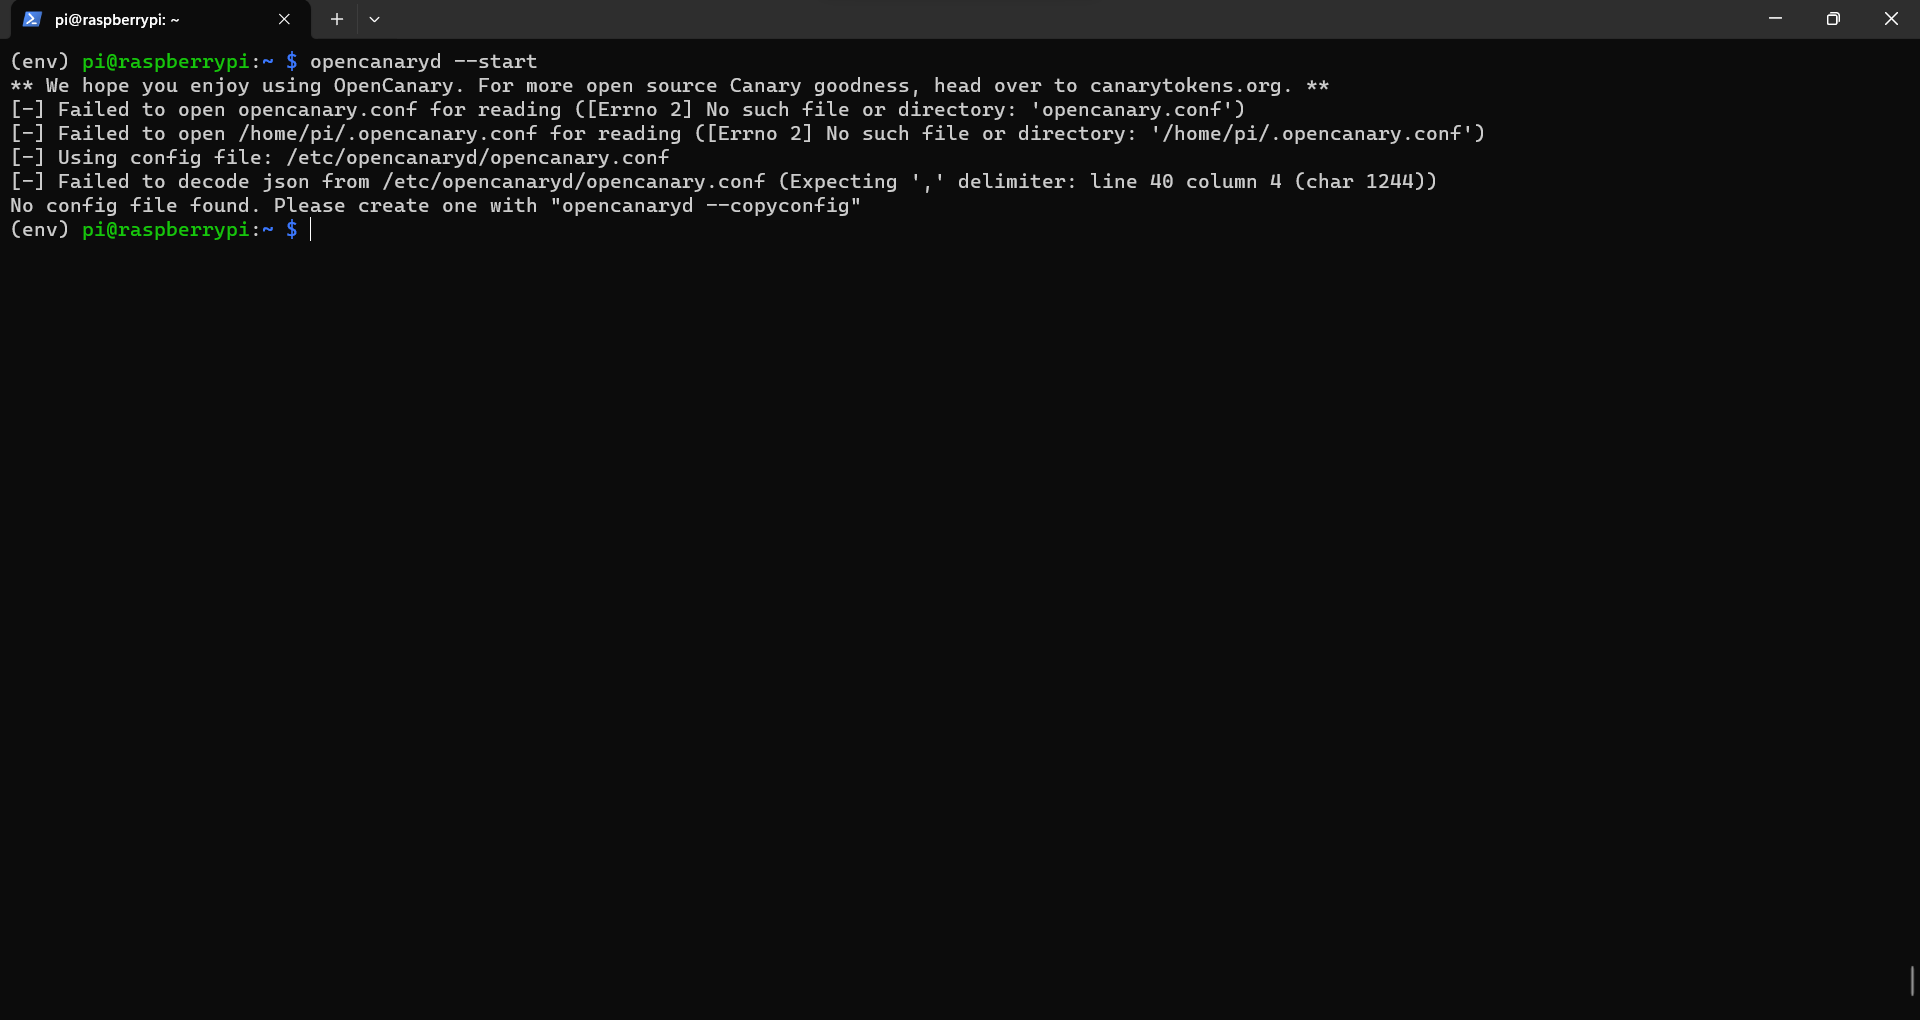 pi@raspberrypi: ~
(env) pi@raspberrypi:~ $ opencanaryd --start
** We hope you enjoy using OpenCanary. For more open source Canary goodness, head over to canarytokens.org. **
[-] Failed to open opencanary.conf for reading ([Errno 2] No such file or directory: 'opencanary.conf')
[-] Failed to open /home/pi/.opencanary.conf for reading ([Errno 2] No such file or directory: '/home/pi/.opencanary.conf')
[-] Using config file: /etc/opencanaryd/opencanary.conf
[-] Failed to decode json from /etc/opencanaryd/opencanary.conf (Expecting ',' delimiter: line 40 column 4 (char 1244))
No config file found. Please create one with "opencanaryd --copyconfig"
(env) pi@raspberrypi:~ $